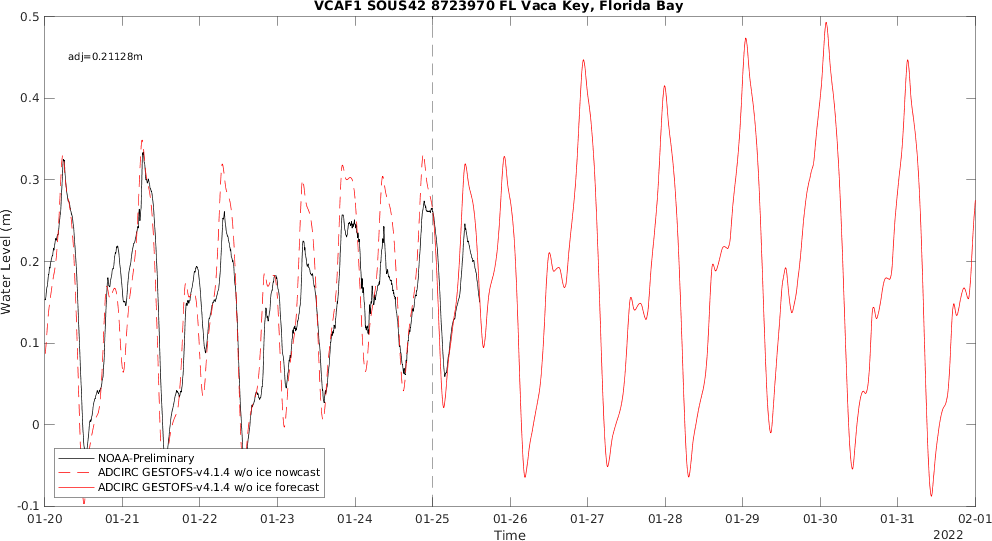 VCAF1 SOUS42 8723970 FL Vaca Key, Florida Bay
adj=0.21128m
0.5
0.4
0.3
0.2
0.1
0
-0.1
Water Level (m)
NOAA-Preliminary
ADCIRC GESTOFS-v4.1.4 w/o ice nowcast
ADCIRC GESTOFS-v4.1.4 w/o ice forecast
01-20 01-21 01-22 01-23 01-24 01-25 01-26 01-27 01-28 01-29 01-30 01-31 02-01
Time
2022